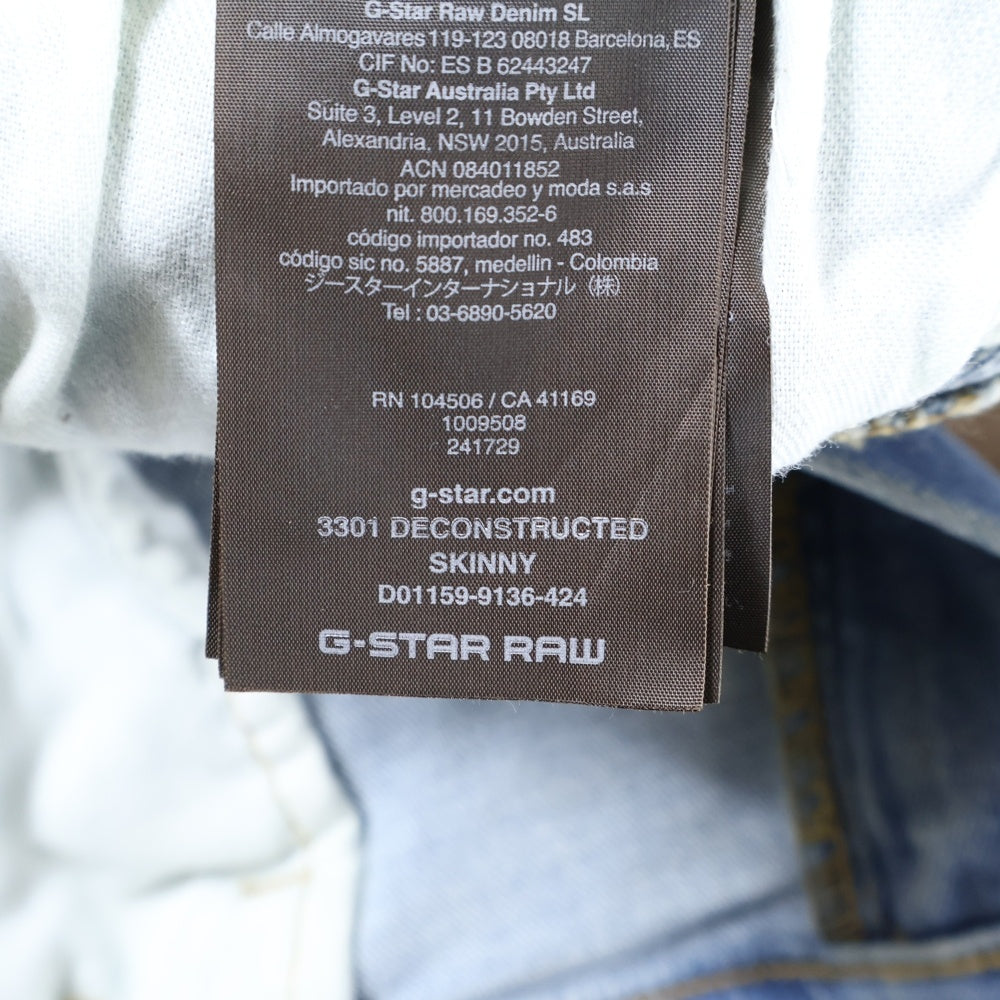 G-Star Raw Denim SL
Calle Almogavares 119-123 08018 Barcelona, ES
CIF No: ES B 62443247
G-Star Australia Pty Ltd
Suite 3, Level 2, 11 Bowden Street,
Alexandria, NSW 2015, Australia
ACN 084011852
Importado por mercadeo y moda s.a.s
nit. 800.169.352-6
código importador no. 483
código sic no. 5887, medellin - Colombia
ジースターインターナショナル（株）
Tel : 03-6890-5620
RN 104506 / CA 41169
1009508
241729
g-star.com
3301 DECONSTRUCTED
SKINNY
D01159-9136-424
G-STAR RAW